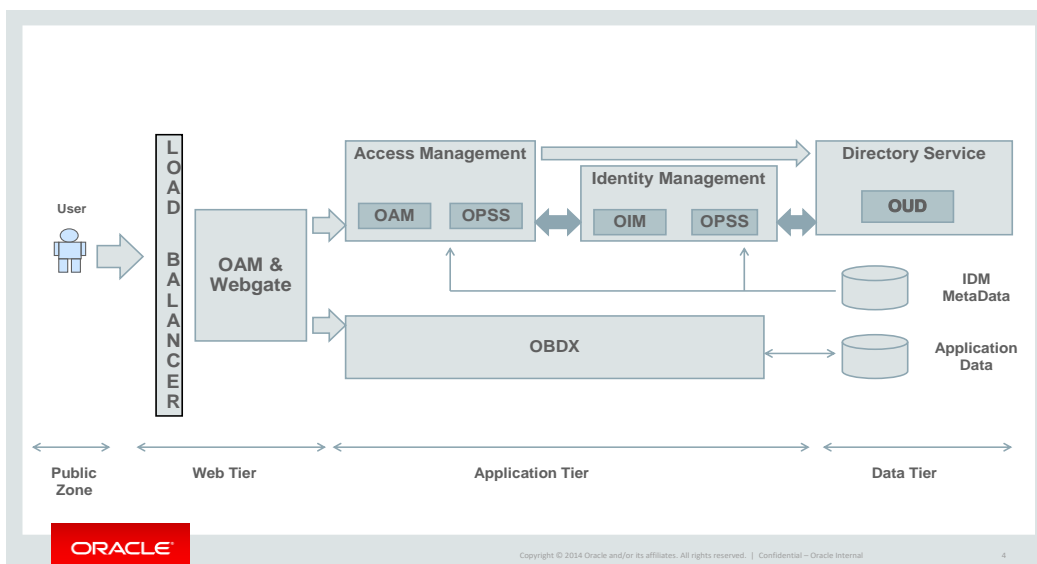 User
LOAD BALANCER
OAM &
Webgate
Access Management
OAM
OPSS
Identity Management
OIM
OPSS
Directory Service
OUD
IDM
MetaData
OBDX
Application
Data
Public
Zone
Web Tier
Application Tier
Data Tier
ORACLE®
Copyright © 2014 Oracle and/or its affiliates. All rights reserved. | Confidential – Oracle Internal
4